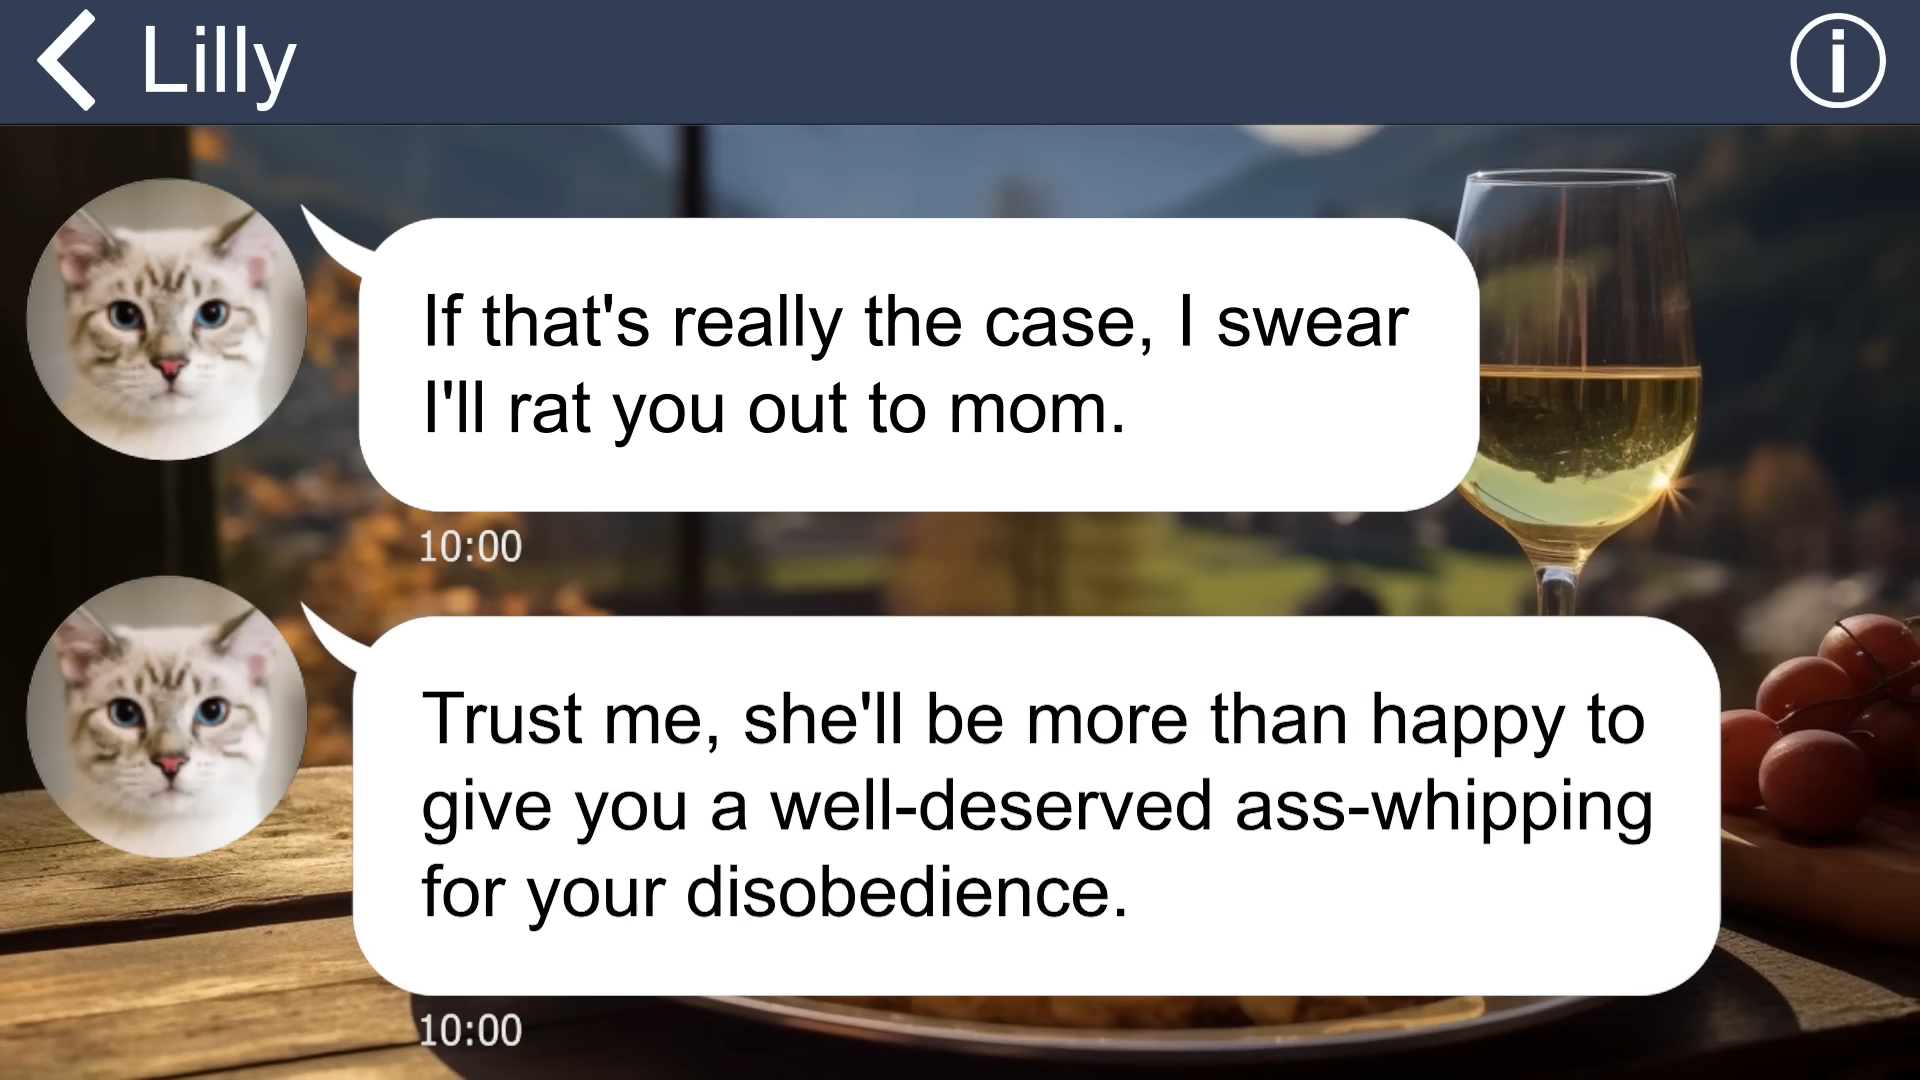 Lilly
If that's really the case, I swear
I'll rat you out to mom.
10:00
Trust me, she'll be more than happy to
give you a well-deserved ass-whipping
for your disobedience.
10:00